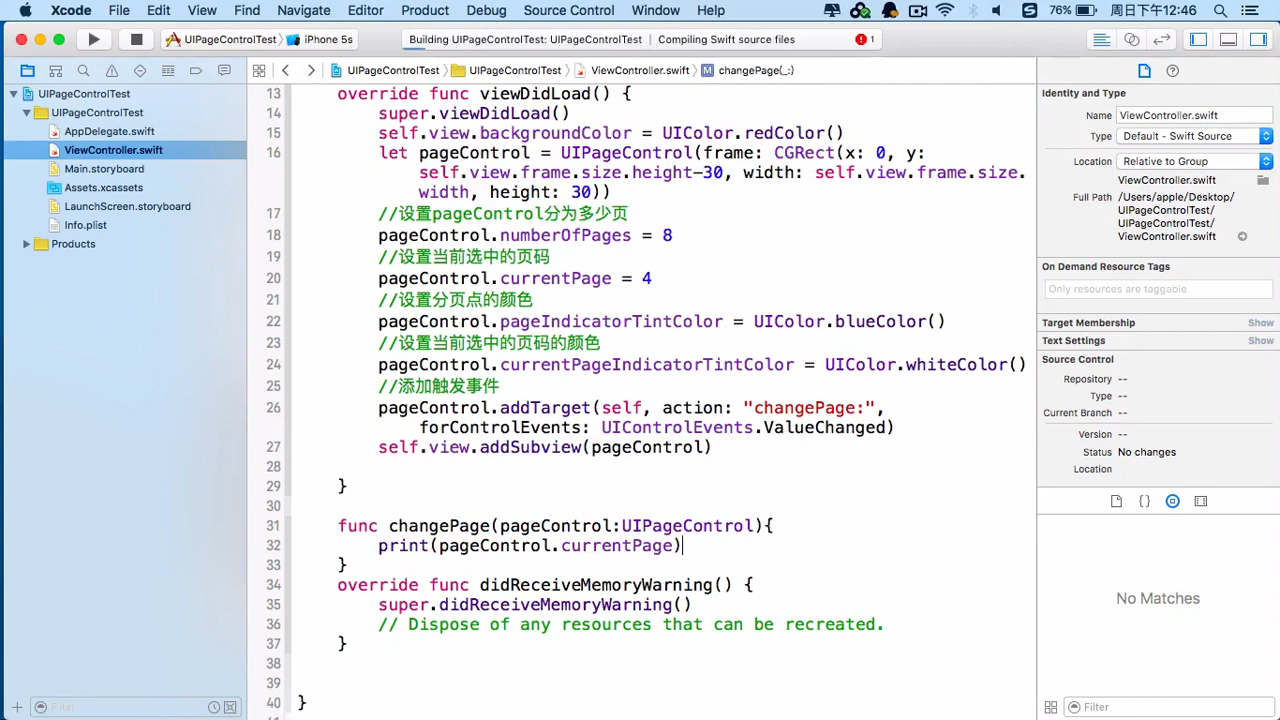 Xcode File Edit View Find Navigate Editor Product Debug Source Control Window Help 76% 周日下午12:46
UIPageControlTest iPhone 5s Building UIPageControlTest: UIPageControlTest Compiling Swift source files 1
UIPageControlTest UIPageControlTest ViewController.swift changePage(_:)
UIPageControlTest
UIPageControlTest
AppDelegate.swift
ViewController.swift
Main.storyboard
Assets.xcassets
LaunchScreen.storyboard
Info.plist
Products
Filter
13 override func viewDidLoad() {
14 super.viewDidLoad()
15 self.view.backgroundColor = UIColor.redColor()
16 let pageControl = UIPageControl(frame: CGRect(x: 0, y:
self.view.frame.size.height-30, width: self.view.frame.size.
width, height: 30))
17 //设置pageControl分为多少页
18 pageControl.numberOfPages = 8
19 //设置当前选中的页码
20 pageControl.currentPage = 4
21 //设置分页点的颜色
22 pageControl.pageIndicatorTintColor = UIColor.blueColor()
23 //设置当前选中的页码的颜色
24 pageControl.currentPageIndicatorTintColor = UIColor.whiteColor()
25 //添加触发事件
26 pageControl.addTarget(self, action: "changePage:",
forControlEvents: UIControlEvents.ValueChanged)
27 self.view.addSubview(pageControl)
28
29 }
30
31 func changePage(pageControl:UIPageControl){
32 print(pageControl.currentPage)
33 }
34 override func didReceiveMemoryWarning() {
35 super.didReceiveMemoryWarning()
36 // Dispose of any resources that can be recreated.
37 }
38
39
40 }
Identity and Type
Name ViewController.swift
Type Default - Swift Source
Location Relative to Group
ViewController.swift
Full Path /Users/apple/Desktop/
UIPageControlTest/
UIPageControlTest/
ViewController.swift
On Demand Resource Tags
Only resources are taggable
Target Membership Show
Text Settings Show
Source Control
Repository --
Type --
Current Branch --
Version --
Status No changes
Location
No Matches
Filter